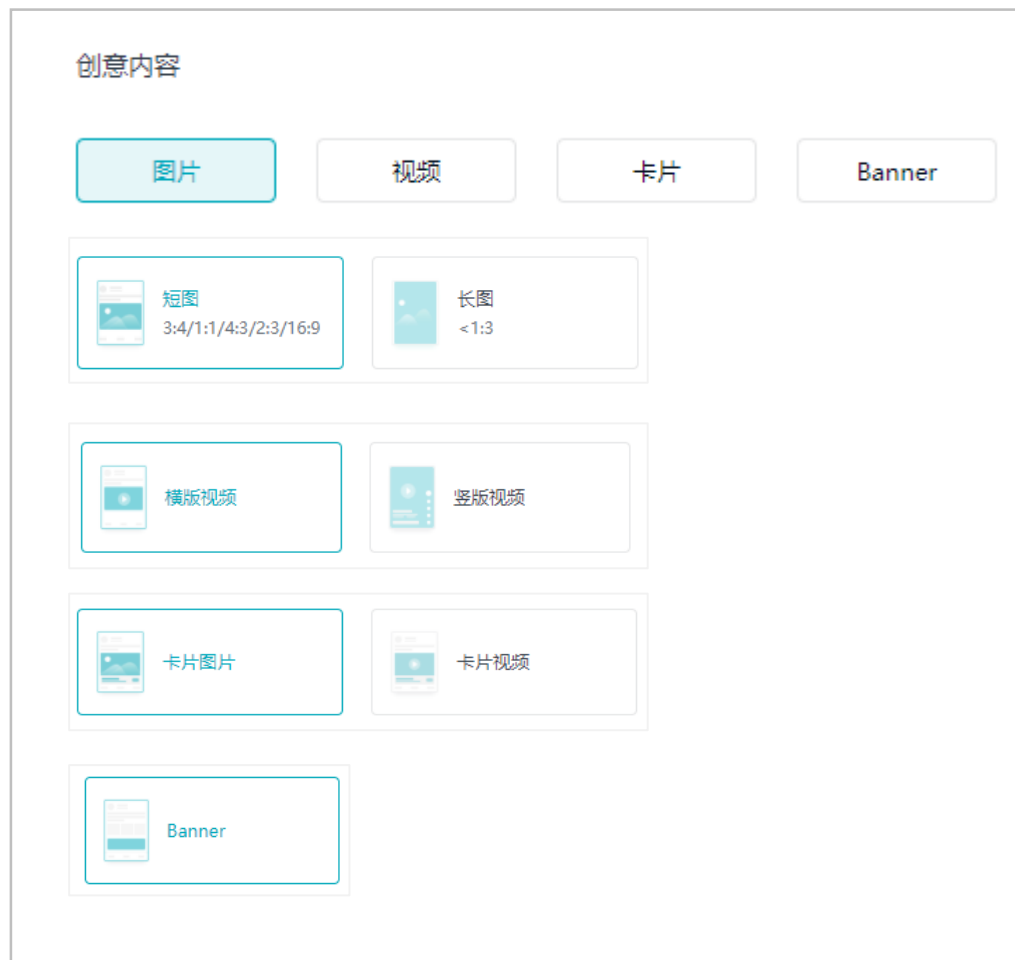 创意内容
图片 视频 卡片 Banner
短图 长图
3:4/1:1/4:3/2:3/16:9 <1:3
横版视频 竖版视频
卡片图片 卡片视频
Banner